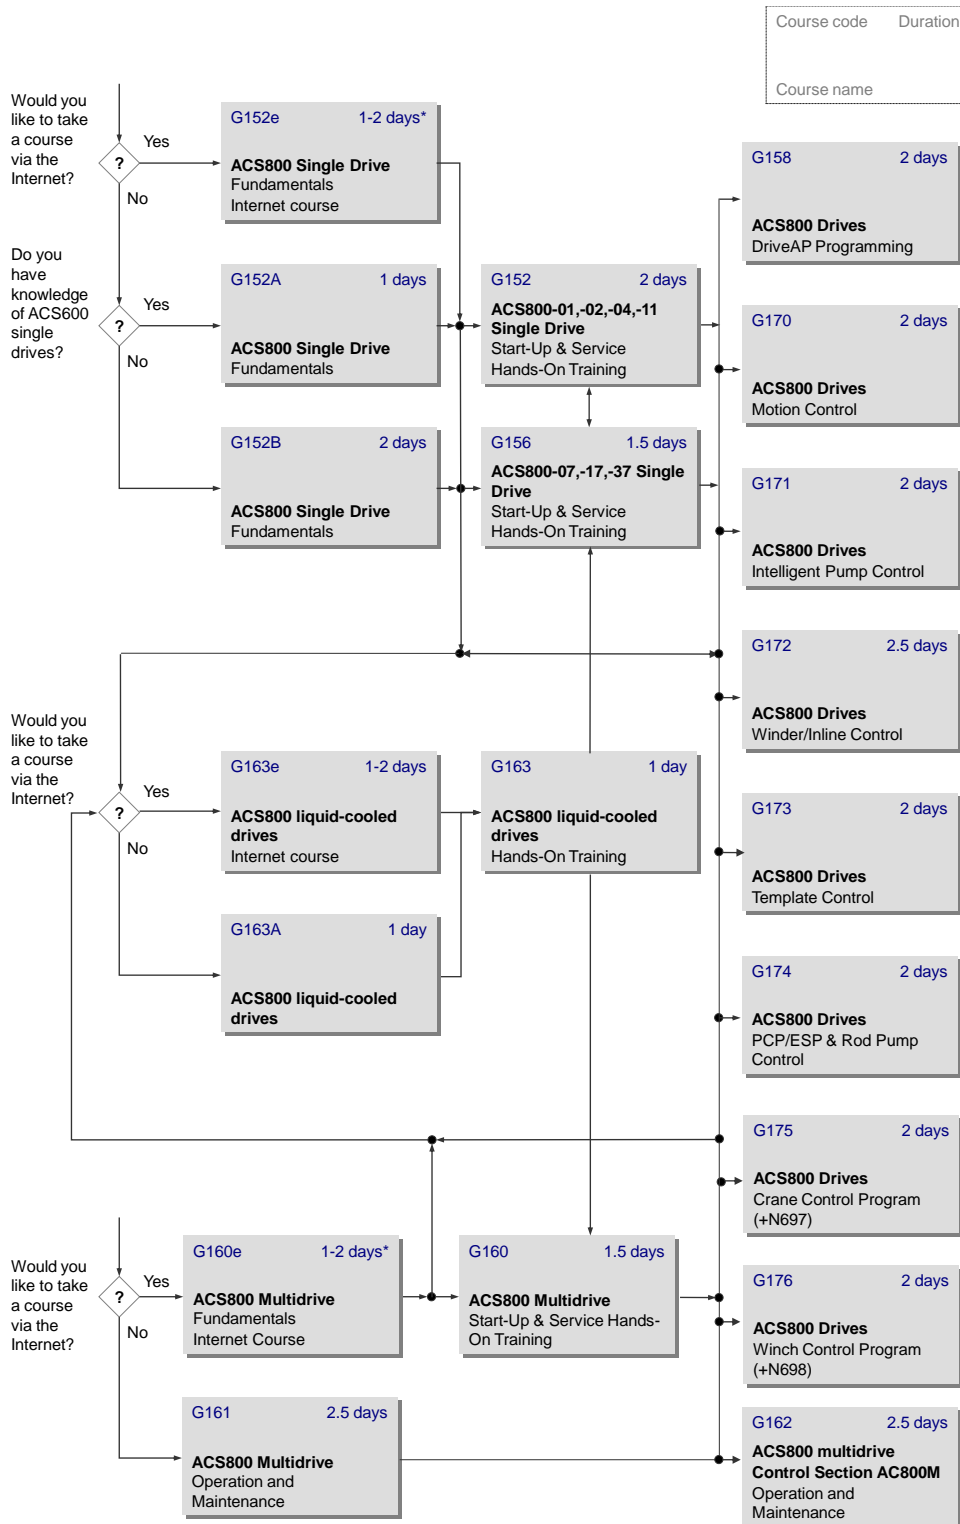 Course code Duration
Course name
Would you
like to take
a course
via the
Internet?
?
Yes
No
G152e 1-2 days*
ACS800 Single Drive
Fundamentals
Internet course
Do you
have
knowledge
of ACS600
single
drives?
?
Yes
No
G152A 1 days
ACS800 Single Drive
Fundamentals
G152B 2 days
ACS800 Single Drive
Fundamentals
G152 2 days
ACS800-01,-02,-04,-11
Single Drive
Start-Up & Service
Hands-On Training
G156 1.5 days
ACS800-07,-17,-37 Single
Drive
Start-Up & Service
Hands-On Training
G158 2 days
ACS800 Drives
DriveAP Programming
G170 2 days
ACS800 Drives
Motion Control
G171 2 days
ACS800 Drives
Intelligent Pump Control
G172 2.5 days
ACS800 Drives
Winder/Inline Control
Would you
like to take
a course
via the
Internet?
?
Yes
No
G163e 1-2 days
ACS800 liquid-cooled
drives
Internet course
G163 1 day
ACS800 liquid-cooled
drives
Hands-On Training
G163A 1 day
ACS800 liquid-cooled
drives
G173 2 days
ACS800 Drives
Template Control
G174 2 days
ACS800 Drives
PCP/ESP & Rod Pump
Control
G175 2 days
ACS800 Drives
Crane Control Program
(+N697)
Would you
like to take
a course
via the
Internet?
?
Yes
No
G160e 1-2 days*
ACS800 Multidrive
Fundamentals
Internet Course
G160 1.5 days
ACS800 Multidrive
Start-Up & Service Hands-
On Training
G176 2 days
ACS800 Drives
Winch Control Program
(+N698)
G161 2.5 days
ACS800 Multidrive
Operation and
Maintenance
G162 2.5 days
ACS800 multidrive
Control Section AC800M
Operation and
Maintenance